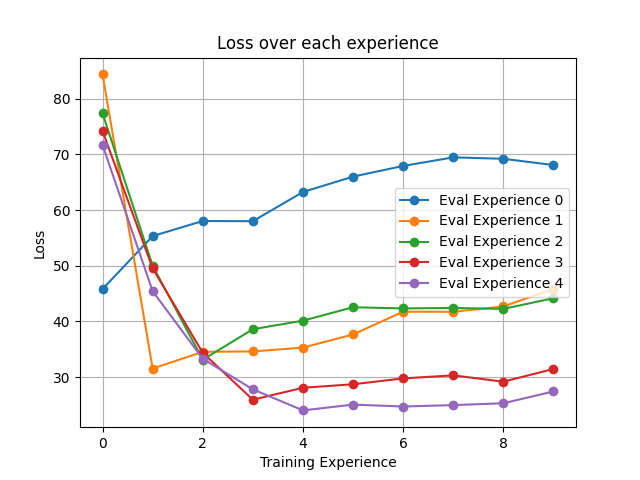 Loss over each experience
80
70
60
50
40
30
Loss
Eval Experience 0
Eval Experience 1
Eval Experience 2
Eval Experience 3
Eval Experience 4
0 2 4 6 8
Training Experience